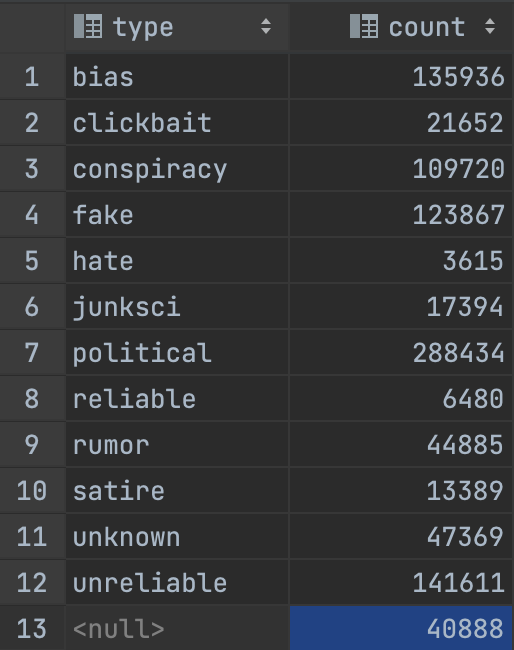 type count
1 bias 135936
2 clickbait 21652
3 conspiracy 109720
4 fake 123867
5 hate 3615
6 junksci 17394
7 political 288434
8 reliable 6480
9 rumor 44885
10 satire 13389
11 unknown 47369
12 unreliable 141611
13 <null> 40888